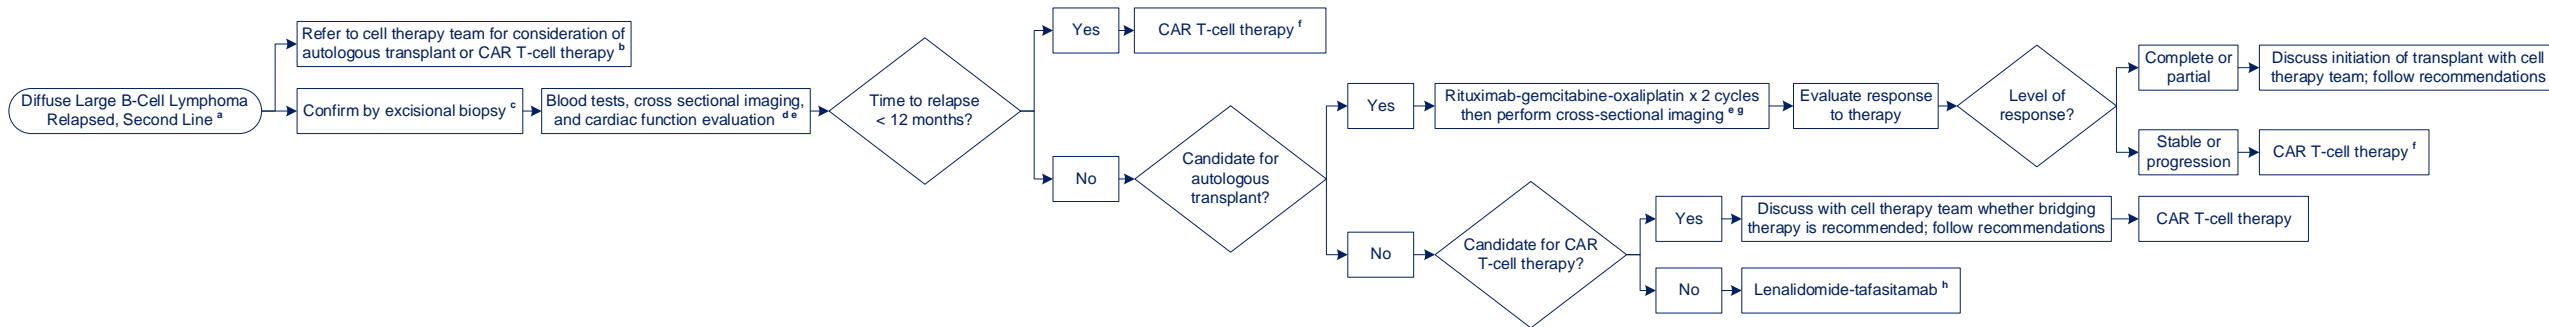 Diffuse Large B-Cell Lymphoma
Relapsed, Second Line a
Refer to cell therapy team for consideration of
autologous transplant or CAR T-cell therapy b
Confirm by excisional biopsy c
Blood tests, cross sectional imaging,
and cardiac function evaluation d e
Time to relapse
< 12 months?
Yes
CAR T-cell therapy f
No
Candidate for
autologous
transplant?
Yes
Rituximab-gemcitabine-oxaliplatin x 2 cycles
then perform cross-sectional imaging e g
Evaluate response
to therapy
Level of
response?
Complete or
partial
Discuss initiation of transplant with cell
therapy team; follow recommendations
Stable or
progression
CAR T-cell therapy f
No
Candidate for CAR
T-cell therapy?
Yes
Discuss with cell therapy team whether bridging
therapy is recommended; follow recommendations
CAR T-cell therapy
No
Lenalidomide-tafasitamab h